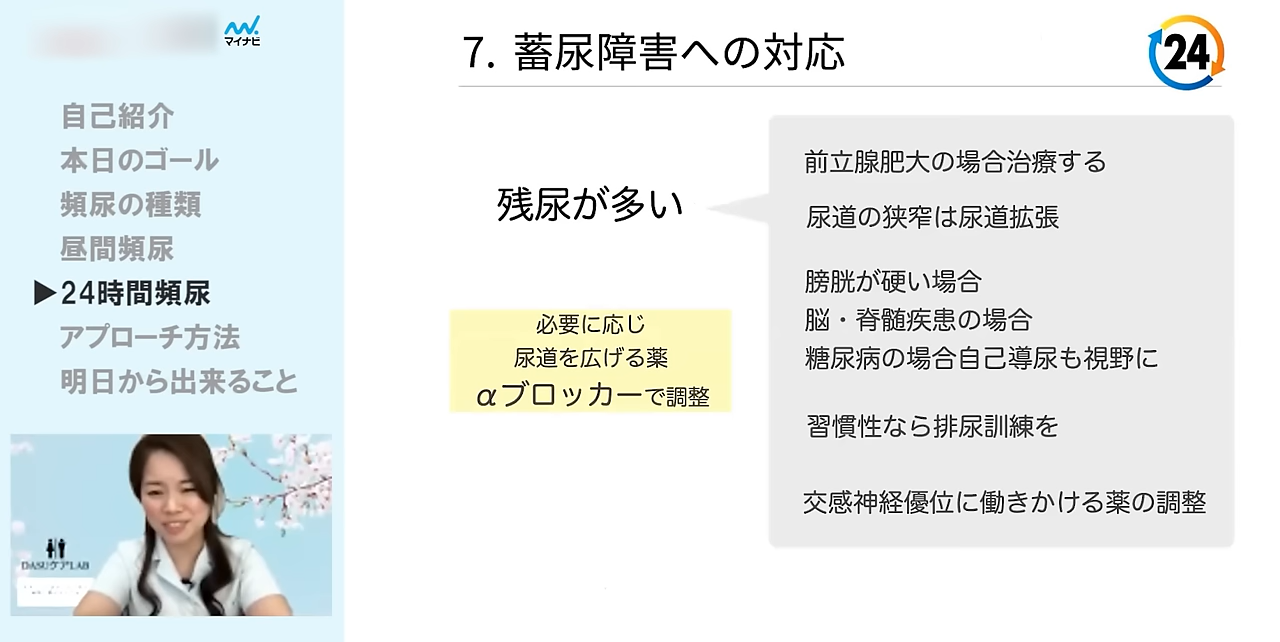 マイナビ
自己紹介
本日のゴール
頻尿の種類
昼間頻尿
▶24時間頻尿
アプローチ方法
明日から出来ること
DASUケアLAB
7. 蓄尿障害への対応
24
残尿が多い
必要に応じ
尿道を広げる薬
αブロッカーで調整
前立腺肥大の場合治療する
尿道の狭窄は尿道拡張
膀胱が硬い場合
脳・脊髄疾患の場合
糖尿病の場合自己導尿も視野に
習慣性なら排尿訓練を
交感神経優位に働きかける薬の調整